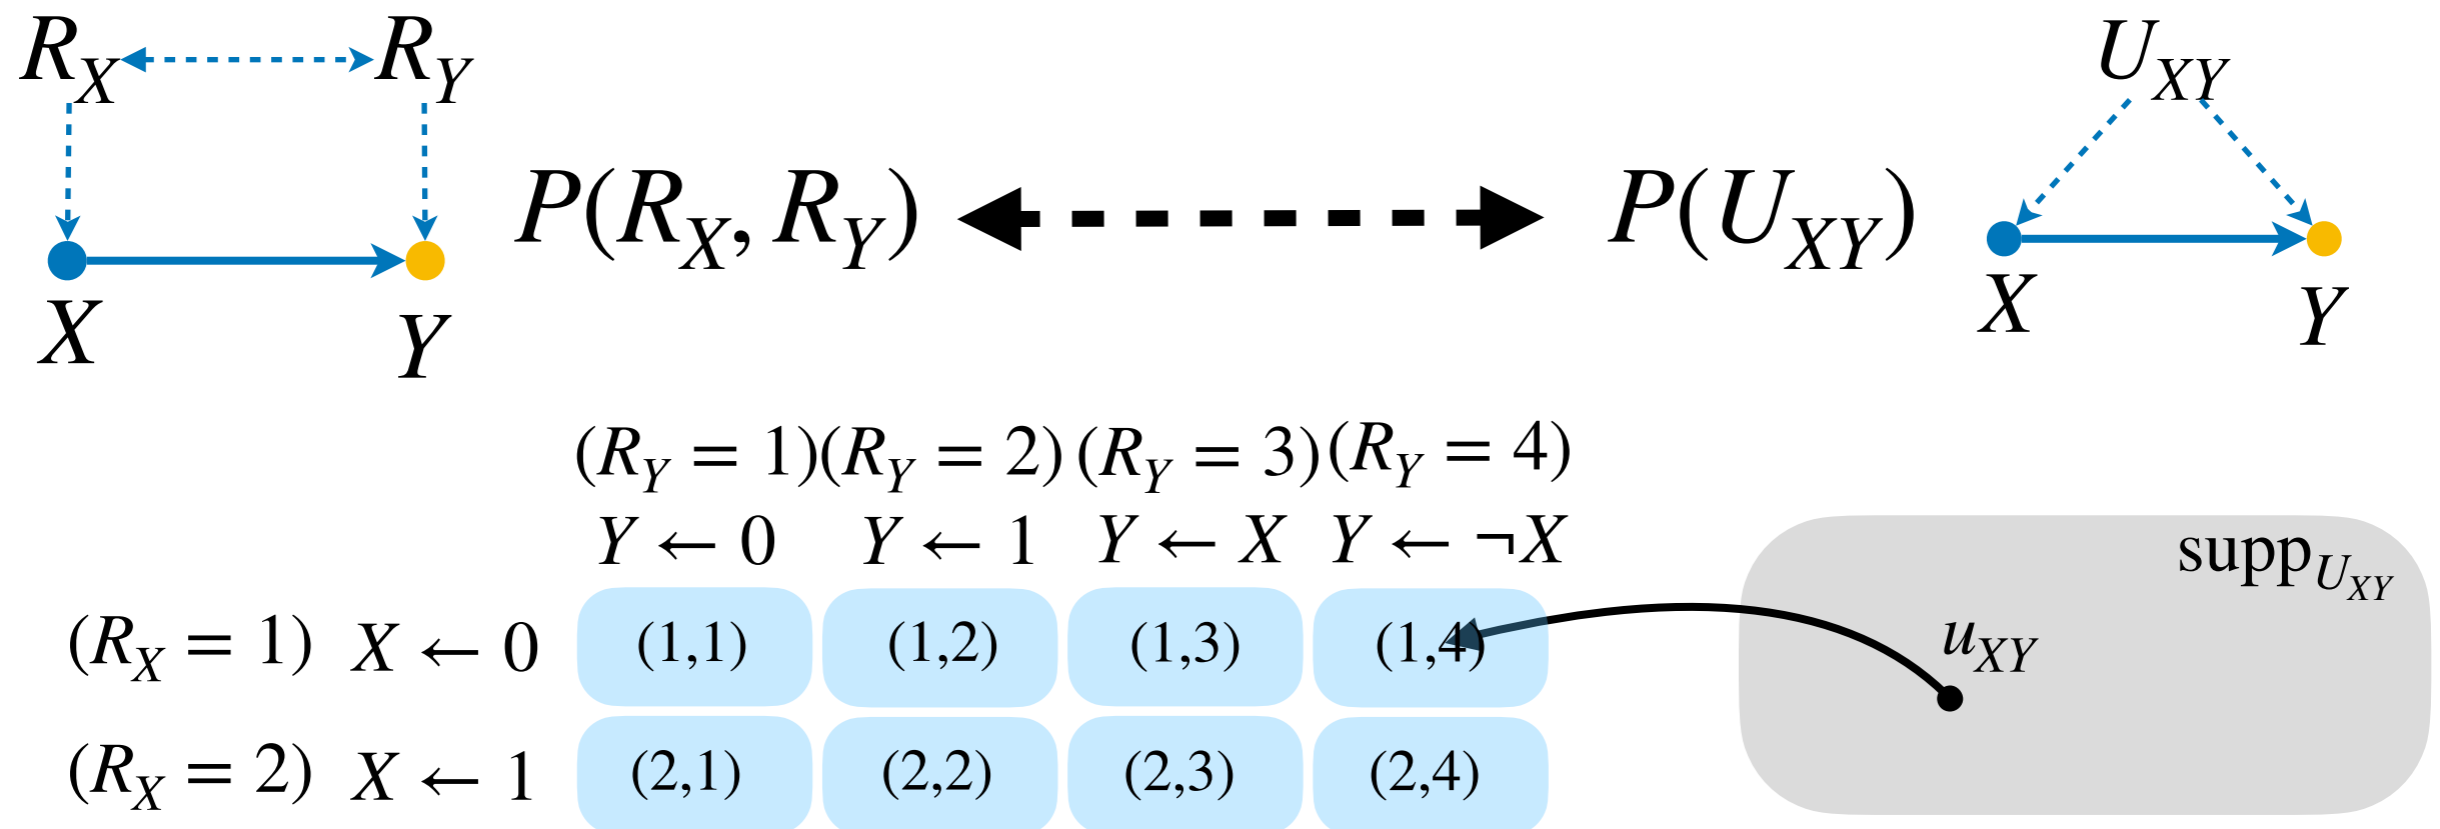 R_X R_Y U_XY
P(R_X, R_Y) P(U_XY)
X Y X Y
(R_Y = 1)(R_Y = 2)(R_Y = 3)(R_Y = 4)
Y ← 0 Y ← 1 Y ← X Y ← ¬X
supp_{U_XY}
(R_X = 1) X ← 0 (1,1) (1,2) (1,3) (1,4) u_XY
(R_X = 2) X ← 1 (2,1) (2,2) (2,3) (2,4)